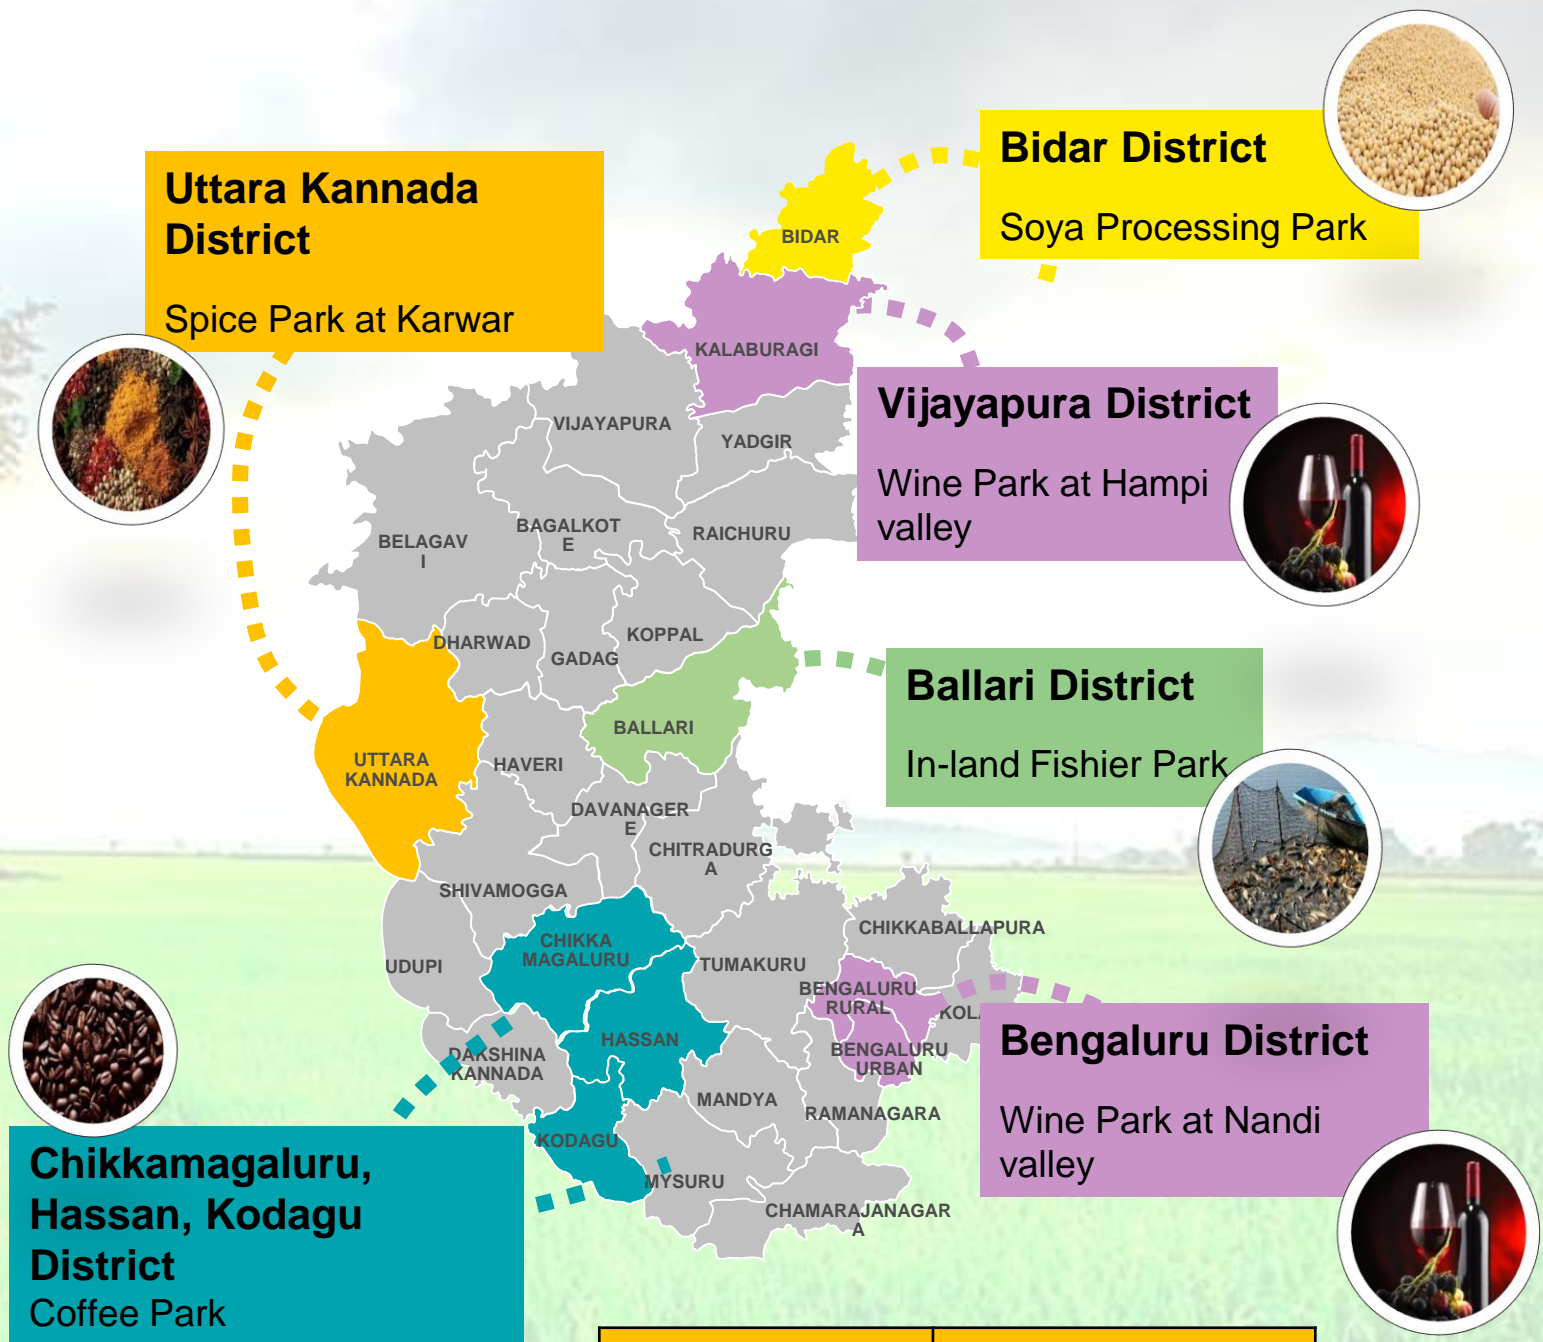 Uttara Kannada
District
Spice Park at Karwar
Bidar District
Soya Processing Park
BIDAR
KALABURAGI
Vijayapura District
Wine Park at Hampi
valley
VIJAYAPURA
YADGIR
BELAGAV
I
BAGALKOT
E
RAICHURU
DHARWAD
GADAG
KOPPAL
Ballari District
In-land Fishier Park
BALLARI
UTTARA
KANNADA
HAVERI
DAVANAGER
E
CHITRADURG
A
SHIVAMOGGA
CHIKKA
MAGALURU
UDUPI
TUMAKURU
CHIKKABALLAPURA
BENGALURU
RURAL
KOL
BENGALURU
URBAN
HASSAN
DAKSHINA
KANNADA
Bengaluru District
Wine Park at Nandi
valley
MANDYA
RAMANAGARA
KODAGU
MYSURU
CHAMARAJANAGAR
A
Chikkamagaluru,
Hassan, Kodagu
District
Coffee Park